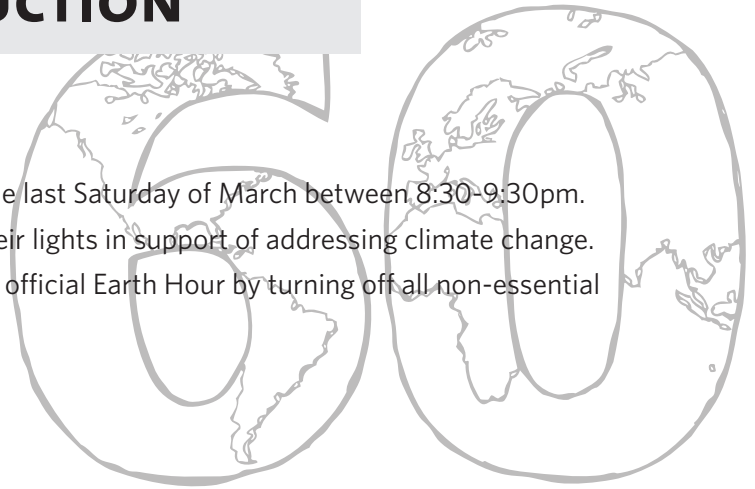 UCTION
e last Saturday of March between 8:30-9:30pm.
eir lights in support of addressing climate change.
official Earth Hour by turning off all non-essential
60